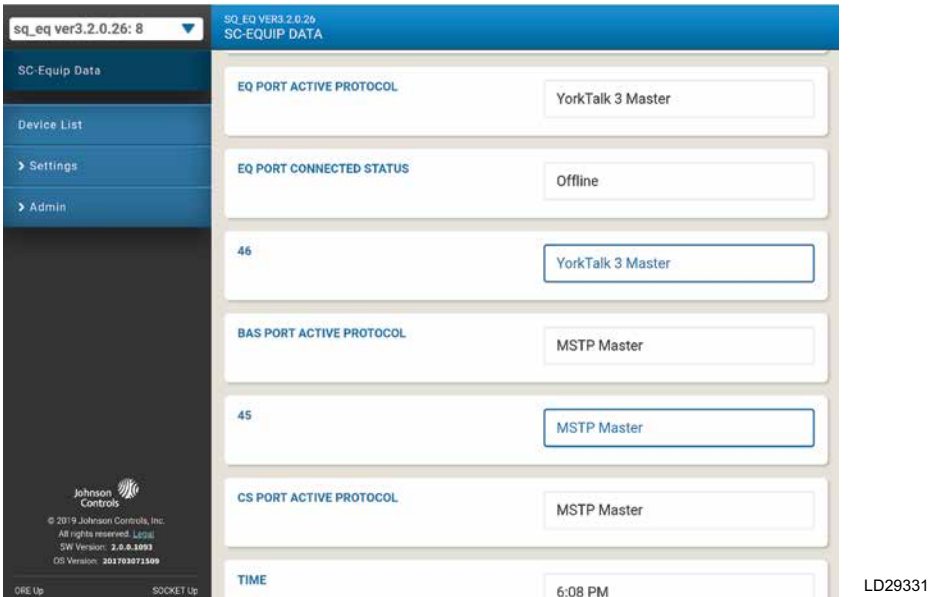 sq_eq ver3.2.0.26: 8
SC-Equip Data
Device List
Settings
Admin
Johnson
Controls
© 2019 Johnson Controls, Inc.
All rights reserved. Legal
SW Version: 2.0.0.1093
OS Version: 201703071509
ORE Up
SOCKET Up
SQ_EQ VER3.2.0.26
SC-EQUIP DATA
EQ PORT ACTIVE PROTOCOL
YorkTalk 3 Master
EQ PORT CONNECTED STATUS
Offline
46
YorkTalk 3 Master
BAS PORT ACTIVE PROTOCOL
MSTP Master
45
MSTP Master
CS PORT ACTIVE PROTOCOL
MSTP Master
TIME
6:08 PM
LD29331